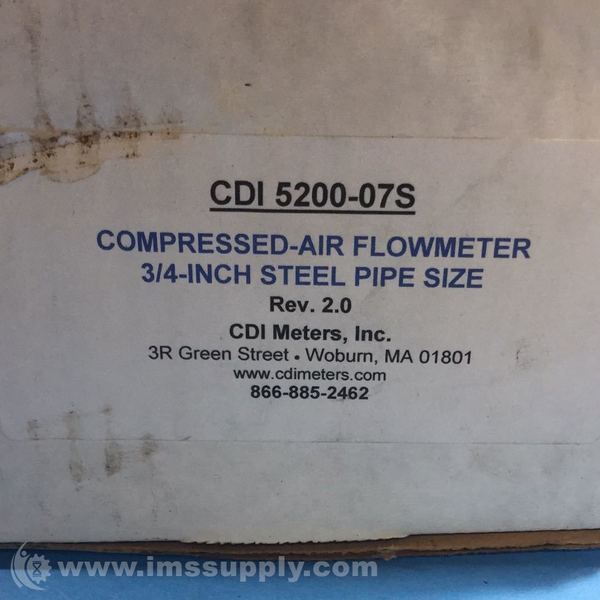 CDI 5200-07S
COMPRESSED-AIR FLOWMETER
3/4-INCH STEEL PIPE SIZE
Rev. 2.0
CDI Meters, Inc.
3R Green Street • Woburn, MA 01801
www.cdimeters.com
866-885-2462
www.imssupply.com